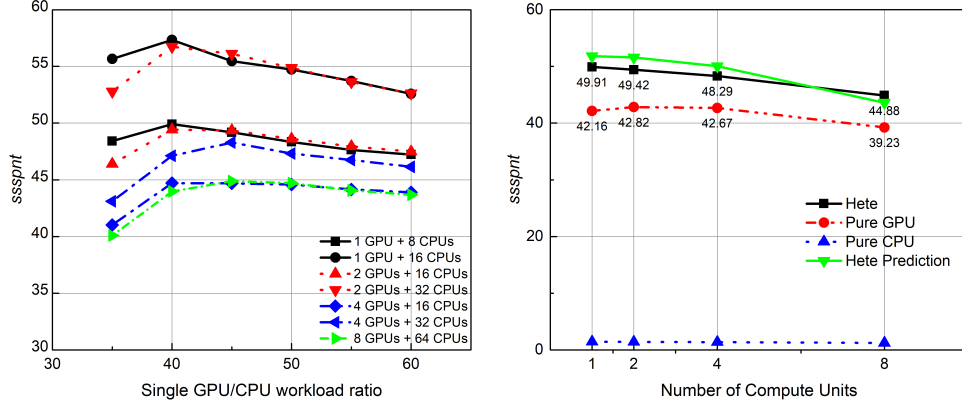 60
55
50
45
40
35
30
30
40
50
60
ssspnt
Single GPU/CPU workload ratio
1 GPU + 8 CPUs
1 GPU + 16 CPUs
2 GPUs + 16 CPUs
2 GPUs + 32 CPUs
4 GPUs + 16 CPUs
4 GPUs + 32 CPUs
8 GPUs + 64 CPUs
60
40
20
0
1
2
4
8
ssspnt
Number of Compute Units
49.91
49.42
48.29
44.88
42.16
42.82
42.67
39.23
Hete
Pure GPU
Pure CPU
Hete Prediction